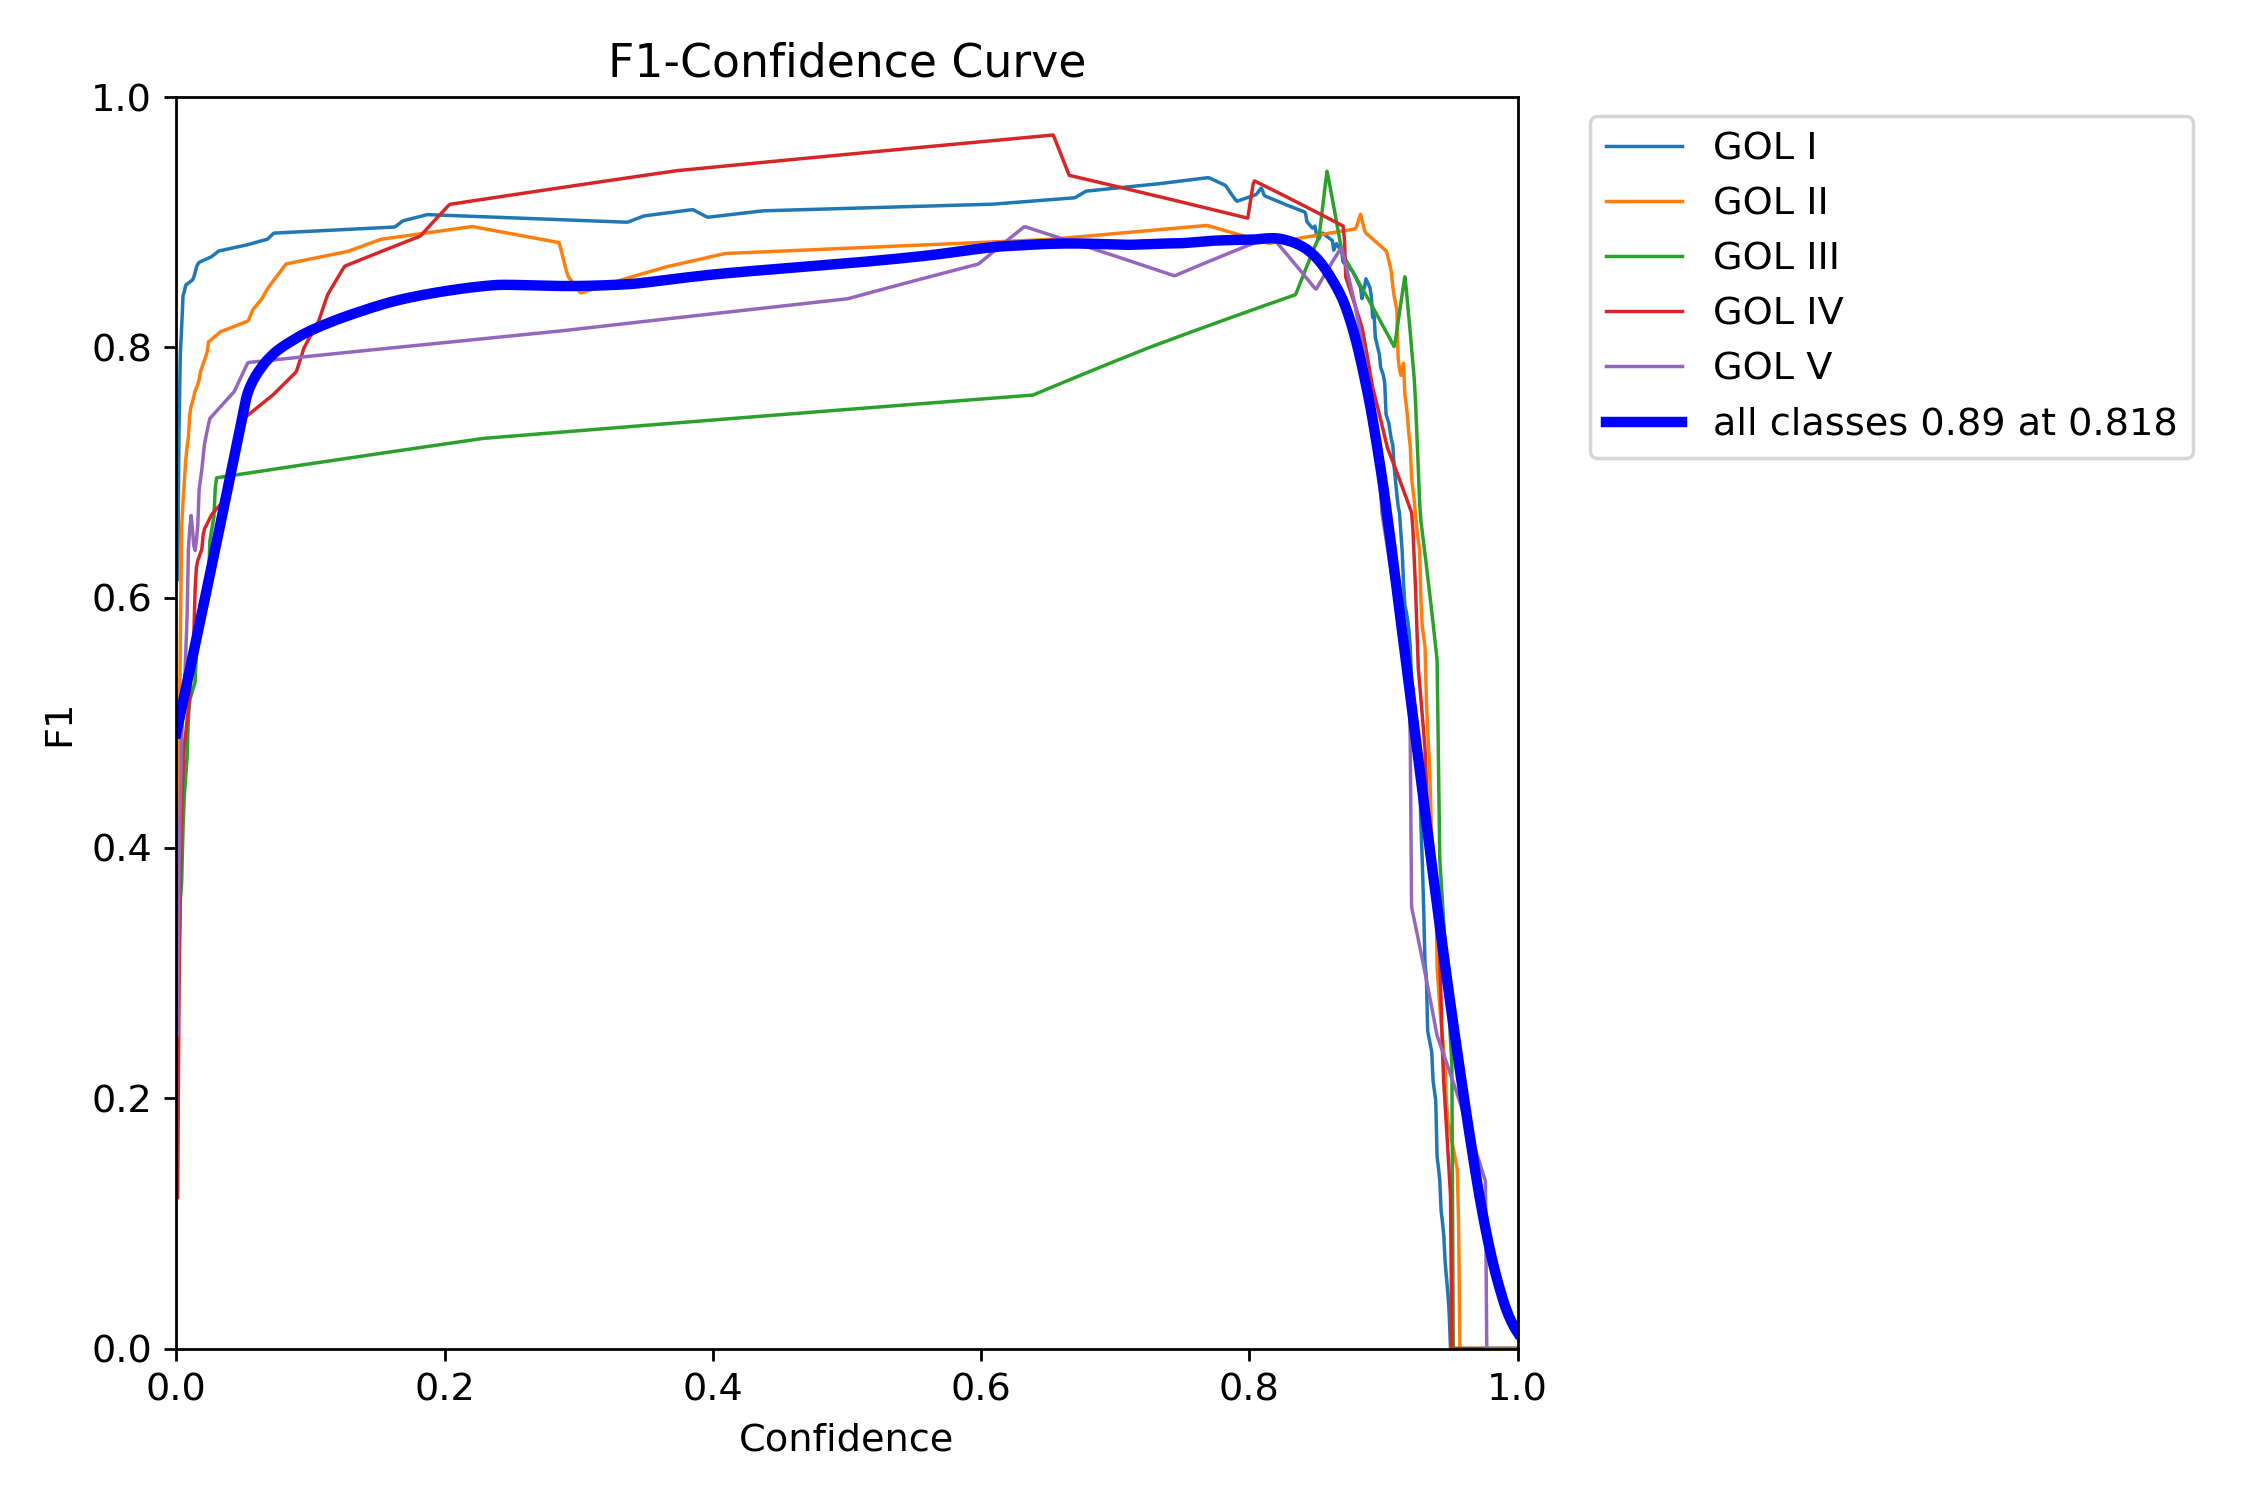 F1-Confidence Curve
1.0
0.8
0.6
0.4
0.2
0.0
F1
0.0 0.2 0.4 0.6 0.8 1.0
Confidence
GOL I
GOL II
GOL III
GOL IV
GOL V
all classes 0.89 at 0.818